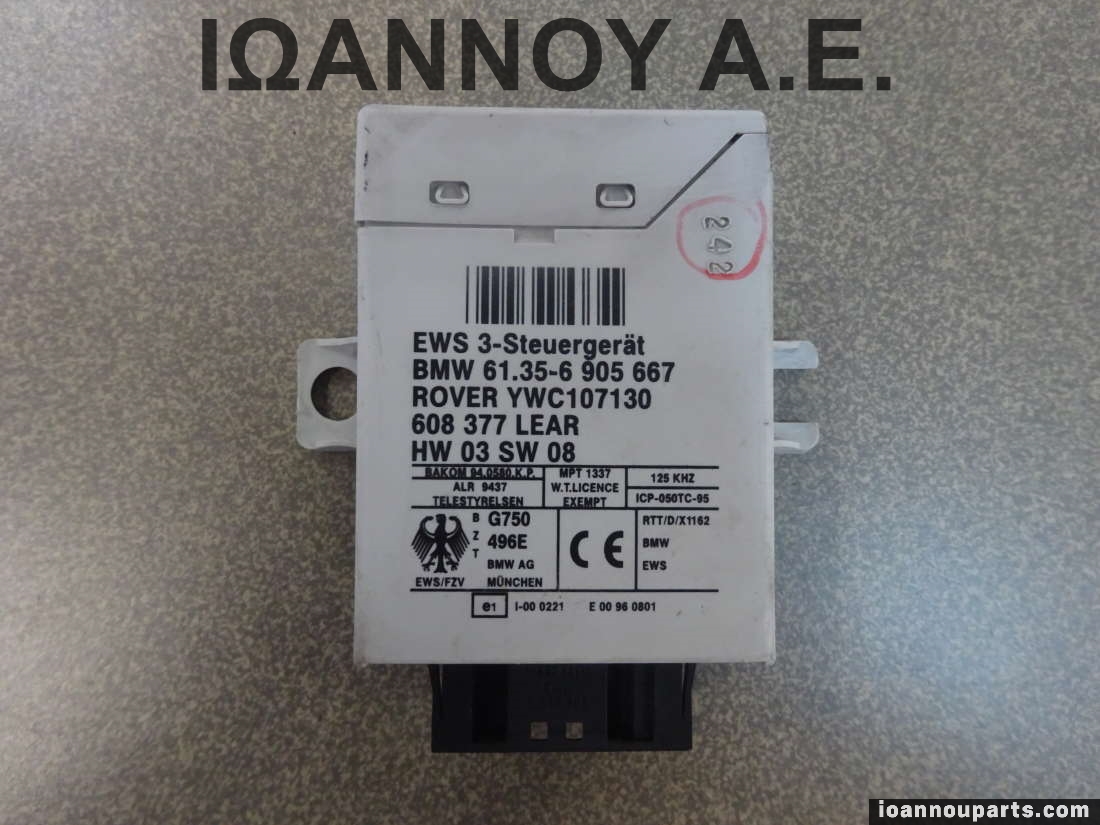 ΙΩΑΝΝΟΥ Α.Ε.
242
EWS 3-Steuergerät
BMW 61.35-6 905 667
ROVER YWC107130
608 377 LEAR
HW 03 SW 08
BAKOM 94.0580.K.P.
ALR 9437
TELESTYRELSEN
MPT 1337
W.T.LICENCE
EXEMPT
125 KHZ
ICP-050TC-95
BZT
G750
496E
BMW AG
EWS/FZV MÜNCHEN
CE
RTT/D/X1162
BMW
EWS
e1 I-00 0221 E 00 96 0801
ioannouparts.com